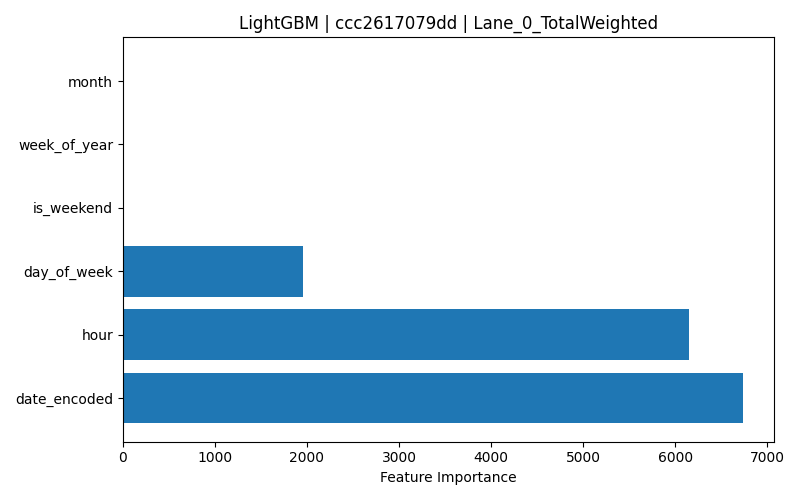 LightGBM | ccc2617079dd | Lane_0_TotalWeighted
month
week_of_year
is_weekend
day_of_week
hour
date_encoded
0 1000 2000 3000 4000 5000 6000 7000
Feature Importance